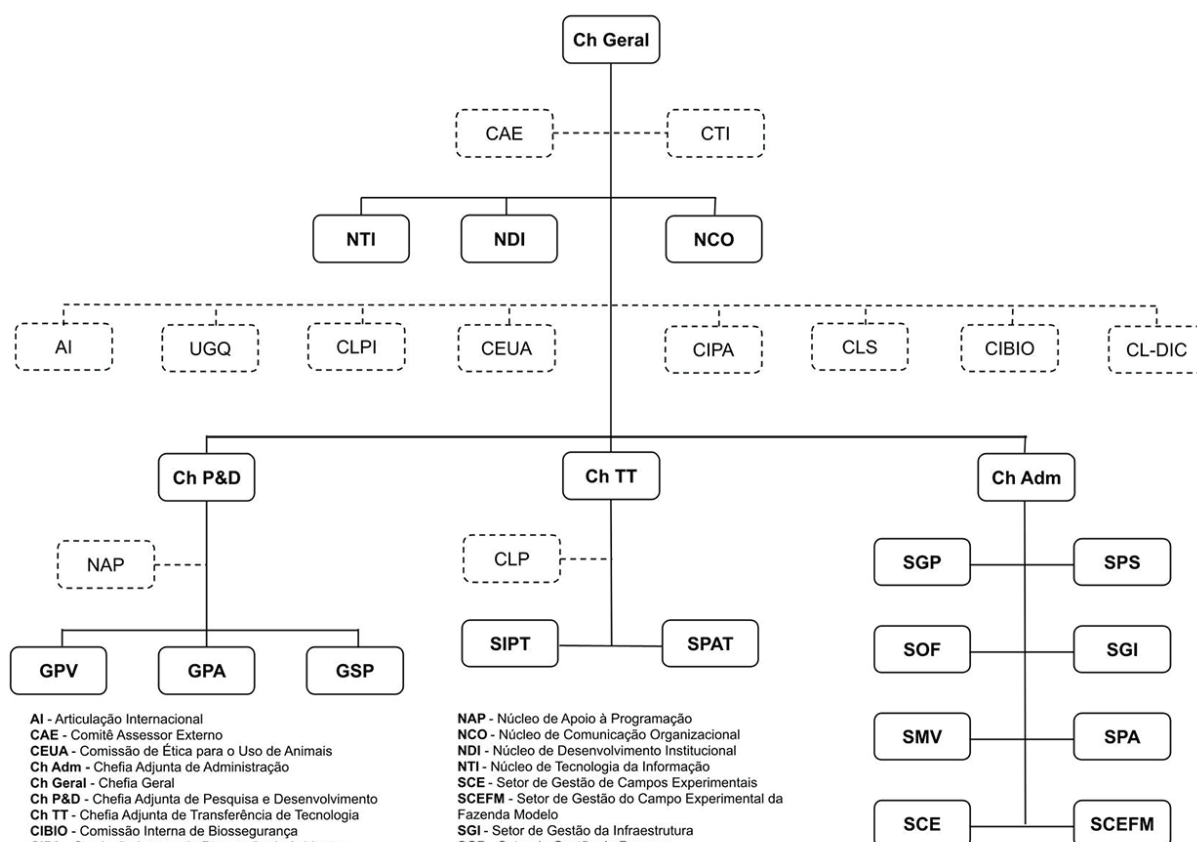 Ch Geral
CAE
CTI
NTI
NDI
NCO
AI
UGQ
CLPI
CEUA
CIPA
CLS
CIBIO
CL-DIC
Ch P&D
Ch TT
Ch Adm
NAP
CLP
SGP
SPS
GPV
GPA
GSP
SIPT
SPAT
SOF
SGI
SMV
SPA
SCE
SCEFM
AI - Articulação Internacional
CAE - Comitê Assessor Externo
CEUA - Comissão de Ética para o Uso de Animais
Ch Adm - Chefia Adjunta de Administração
Ch Geral - Chefia Geral
Ch P&D - Chefia Adjunta de Pesquisa e Desenvolvimento
Ch TT - Chefia Adjunta de Transferência de Tecnologia
CIBIO - Comissão Interna de Biossegurança
NAP - Núcleo de Apoio à Programação
NCO - Núcleo de Comunicação Organizacional
NDI - Núcleo de Desenvolvimento Institucional
NTI - Núcleo de Tecnologia da Informação
SCE - Setor de Gestão de Campos Experimentais
SCEFM - Setor de Gestão do Campo Experimental da
Fazenda Modelo
SGI - Setor de Gestão da Infraestrutura